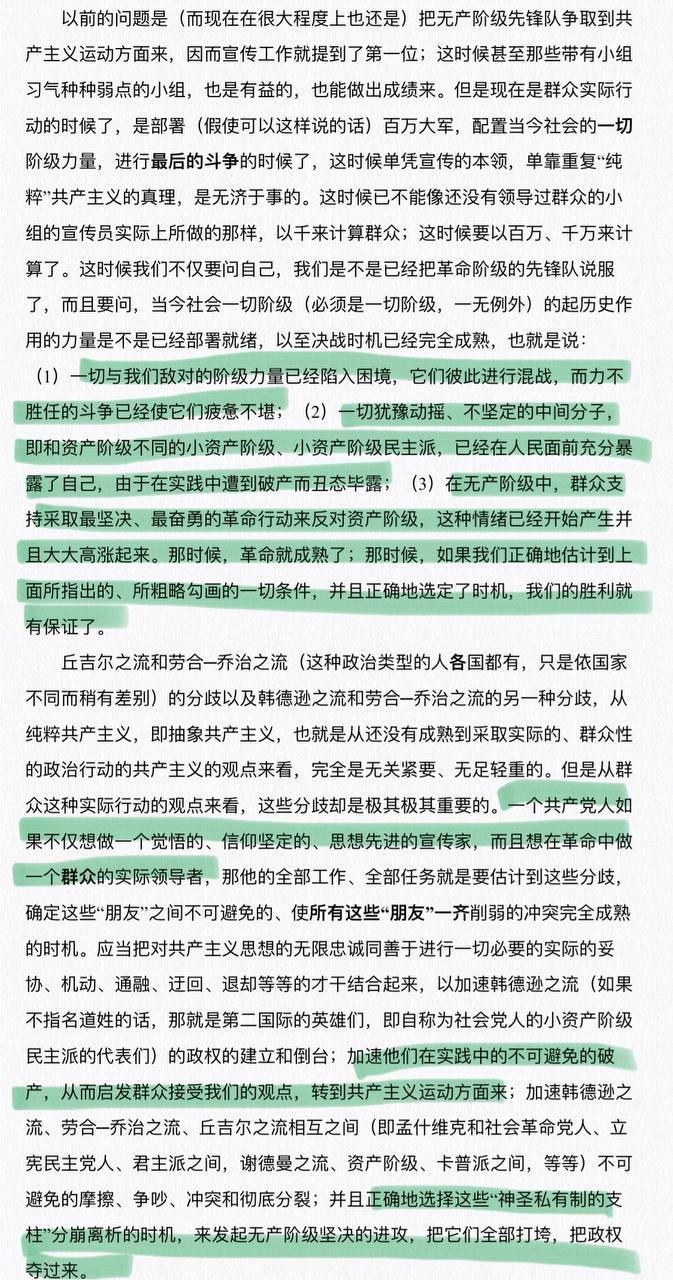 以前的问题是（而现在在很大程度上也还是）把无产阶级先锋队争取到共
产主义运动方面来，因而宣传工作就提到了第一位；这时候甚至那些带有小组
习气种种弱点的小组，也是有益的，也能做出成绩来。但是现在是群众实际行
动的时候了，是部署（假使可以这样说的话）百万大军，配置当今社会的一切
阶级力量，进行最后的斗争的时候了，这时候单凭宣传的本领，单靠重复“纯
粹”共产主义的真理，是无济于事的。这时候已不能像还没有领导过群众的小
组的宣传员实际上所做的那样，以千来计算群众；这时候要以百万、千万来计
算了。这时候我们不仅要问自己，我们是不是已经把革命阶级的先锋队说服
了，而且要问，当今社会一切阶级（必须是一切阶级，一无例外）的起历史作
用的力量是不是已经部署就绪，以至决战时机已经完全成熟，也就是说：
（1）一切与我们敌对的阶级力量已经陷入困境，它们彼此进行混战，而力不
胜任的斗争已经使它们疲惫不堪；（2）一切犹豫动摇、不坚定的中间分子，
即和资产阶级不同的小资产阶级、小资产阶级民主派，已经在人民面前充分暴
露了自己，由于在实践中遭到破产而丑态毕露；（3）在无产阶级中，群众支
持采取最坚决、最奋勇的革命行动来反对资产阶级，这种情绪已经开始产生并
且大大高涨起来。那时候，革命就成熟了；那时候，如果我们正确地估计到上
面所指出的、所粗略勾画的一切条件，并且正确地选定了时机，我们的胜利就
有保证了。
丘吉尔之流和劳合─乔治之流（这种政治类型的人各国都有，只是依国家
不同而稍有差别）的分歧以及韩德逊之流和劳合─乔治之流的另一种分歧，从
纯粹共产主义，即抽象共产主义，也就是从还没有成熟到采取实际的、群众性
的政治行动的共产主义的观点来看，完全是无关紧要、无足轻重的。但是从群
众这种实际行动的观点来看，这些分歧却是极其极其重要的。一个共产党人如
果不仅想做一个觉悟的、信仰坚定的、思想先进的宣传家，而且想在革命中做
一个群众的实际领导者，那他的全部工作、全部任务就是要估计到这些分歧，
确定这些“朋友”之间不可避免的、使所有这些“朋友”一齐削弱的冲突完全成熟
的时机。应当把对共产主义思想的无限忠诚同善于进行一切必要的实际的妥
协、机动、通融、迂回、退却等等的才干结合起来，以加速韩德逊之流（如果
不指名道姓的话，那就是第二国际的英雄们，即自称为社会党人的小资产阶级
民主派的代表们）的政权的建立和倒台；加速他们在实践中的不可避免的破
产，从而启发群众接受我们的观点，转到共产主义运动方面来；加速韩德逊之
流、劳合─乔治之流、丘吉尔之流相互之间（即孟什维克和社会革命党人、立
宪民主党人、君主派之间，谢德曼之流、资产阶级、卡普派之间，等等）不可
避免的摩擦、争吵、冲突和彻底分裂；并且正确地选择这些“神圣私有制的支
柱”分崩离析的时机，来发起无产阶级坚决的进攻，把它们全部打垮，把政权
夺过来。